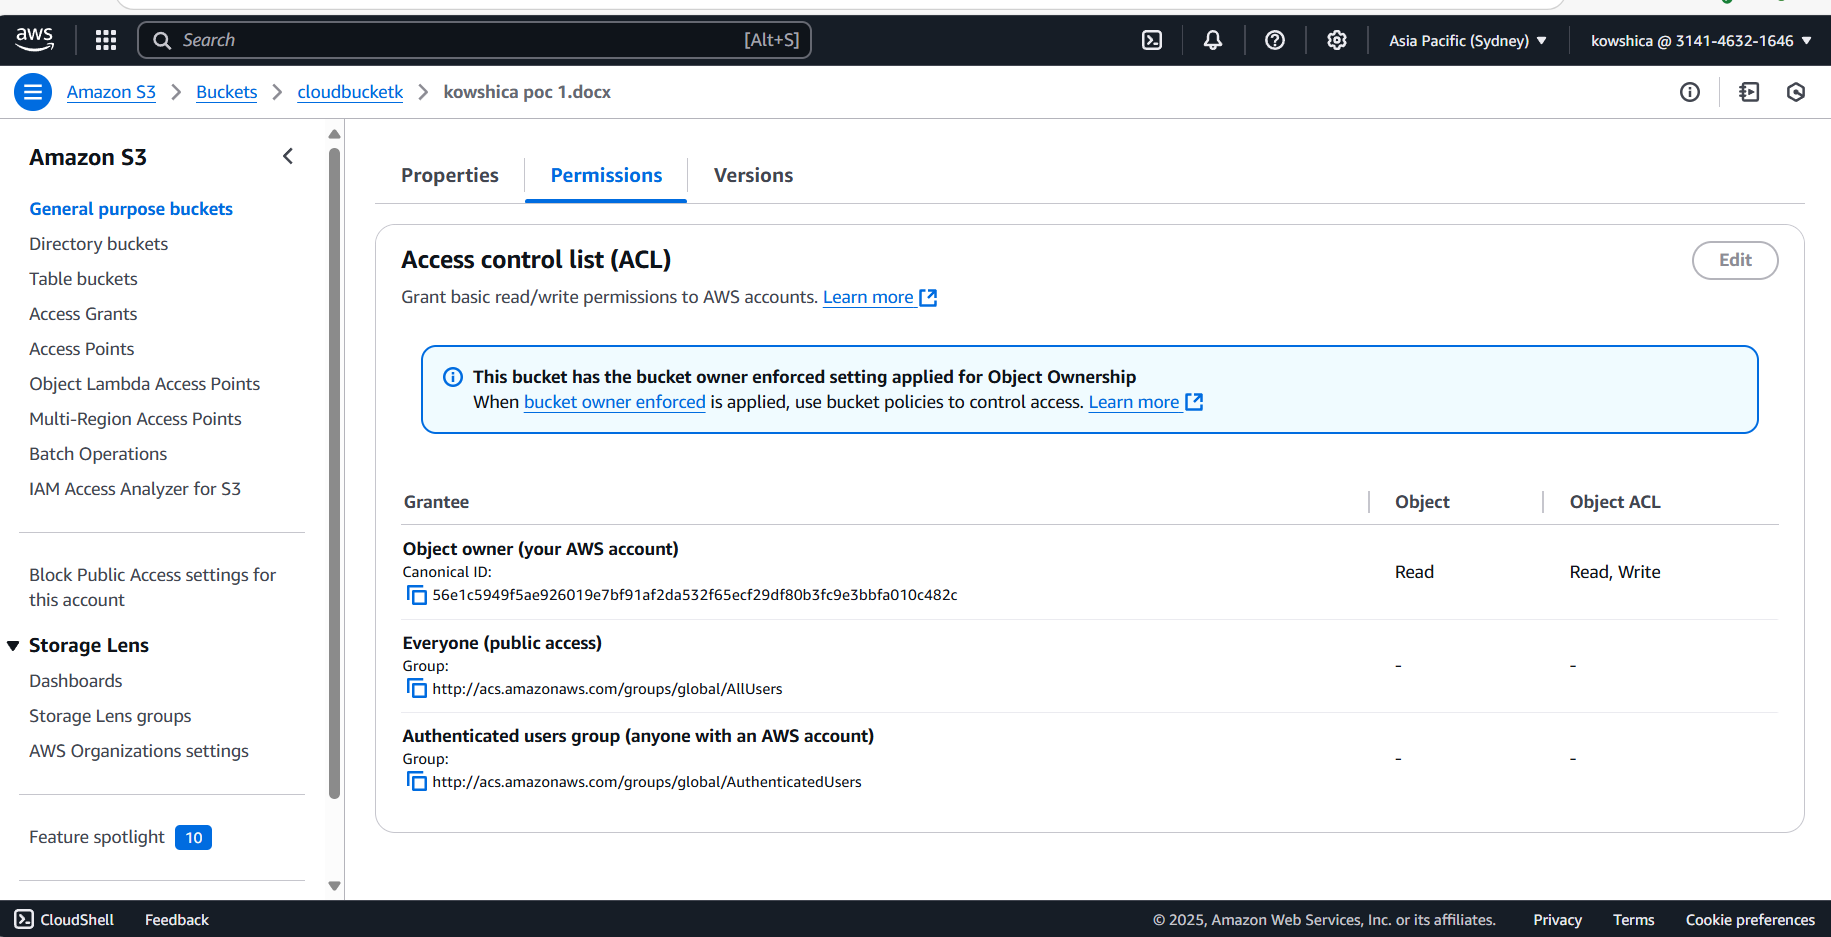 aws
Search [Alt+S]
Asia Pacific (Sydney)
kowshica @ 3141-4632-1646
Amazon S3 > Buckets > cloudbucketk > kowshica poc 1.docx
Amazon S3
General purpose buckets
Directory buckets
Table buckets
Access Grants
Access Points
Object Lambda Access Points
Multi-Region Access Points
Batch Operations
IAM Access Analyzer for S3
Block Public Access settings for
this account
Storage Lens
Dashboards
Storage Lens groups
AWS Organizations settings
Feature spotlight 10
Properties Permissions Versions
Access control list (ACL)
Edit
Grant basic read/write permissions to AWS accounts. Learn more
This bucket has the bucket owner enforced setting applied for Object Ownership
When bucket owner enforced is applied, use bucket policies to control access. Learn more
Grantee Object Object ACL
Object owner (your AWS account)
Canonical ID:
56e1c5949f5ae926019e7bf91af2da532f65ecf29df80b3fc9e3bbfa010c482c
Read Read, Write
Everyone (public access)
Group:
http://acs.amazonaws.com/groups/global/AllUsers
- -
Authenticated users group (anyone with an AWS account)
Group:
http://acs.amazonaws.com/groups/global/AuthenticatedUsers
- -
CloudShell Feedback
© 2025, Amazon Web Services, Inc. or its affiliates. Privacy Terms Cookie preferences